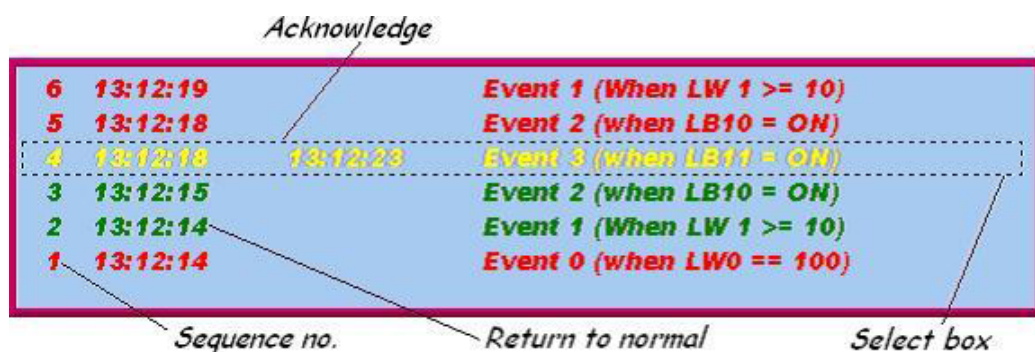 Acknowledge
6 13:12:19 Event 1 (When LW 1 >= 10)
5 13:12:18 Event 2 (when LB10 = ON)
4 13:12:18 13:12:23 Event 3 (when LB11 = ON)
3 13:12:15 Event 2 (when LB10 = ON)
2 13:12:14 Event 1 (When LW 1 >= 10)
1 13:12:14 Event 0 (when LW0 == 100)
Sequence no. Return to normal Select box